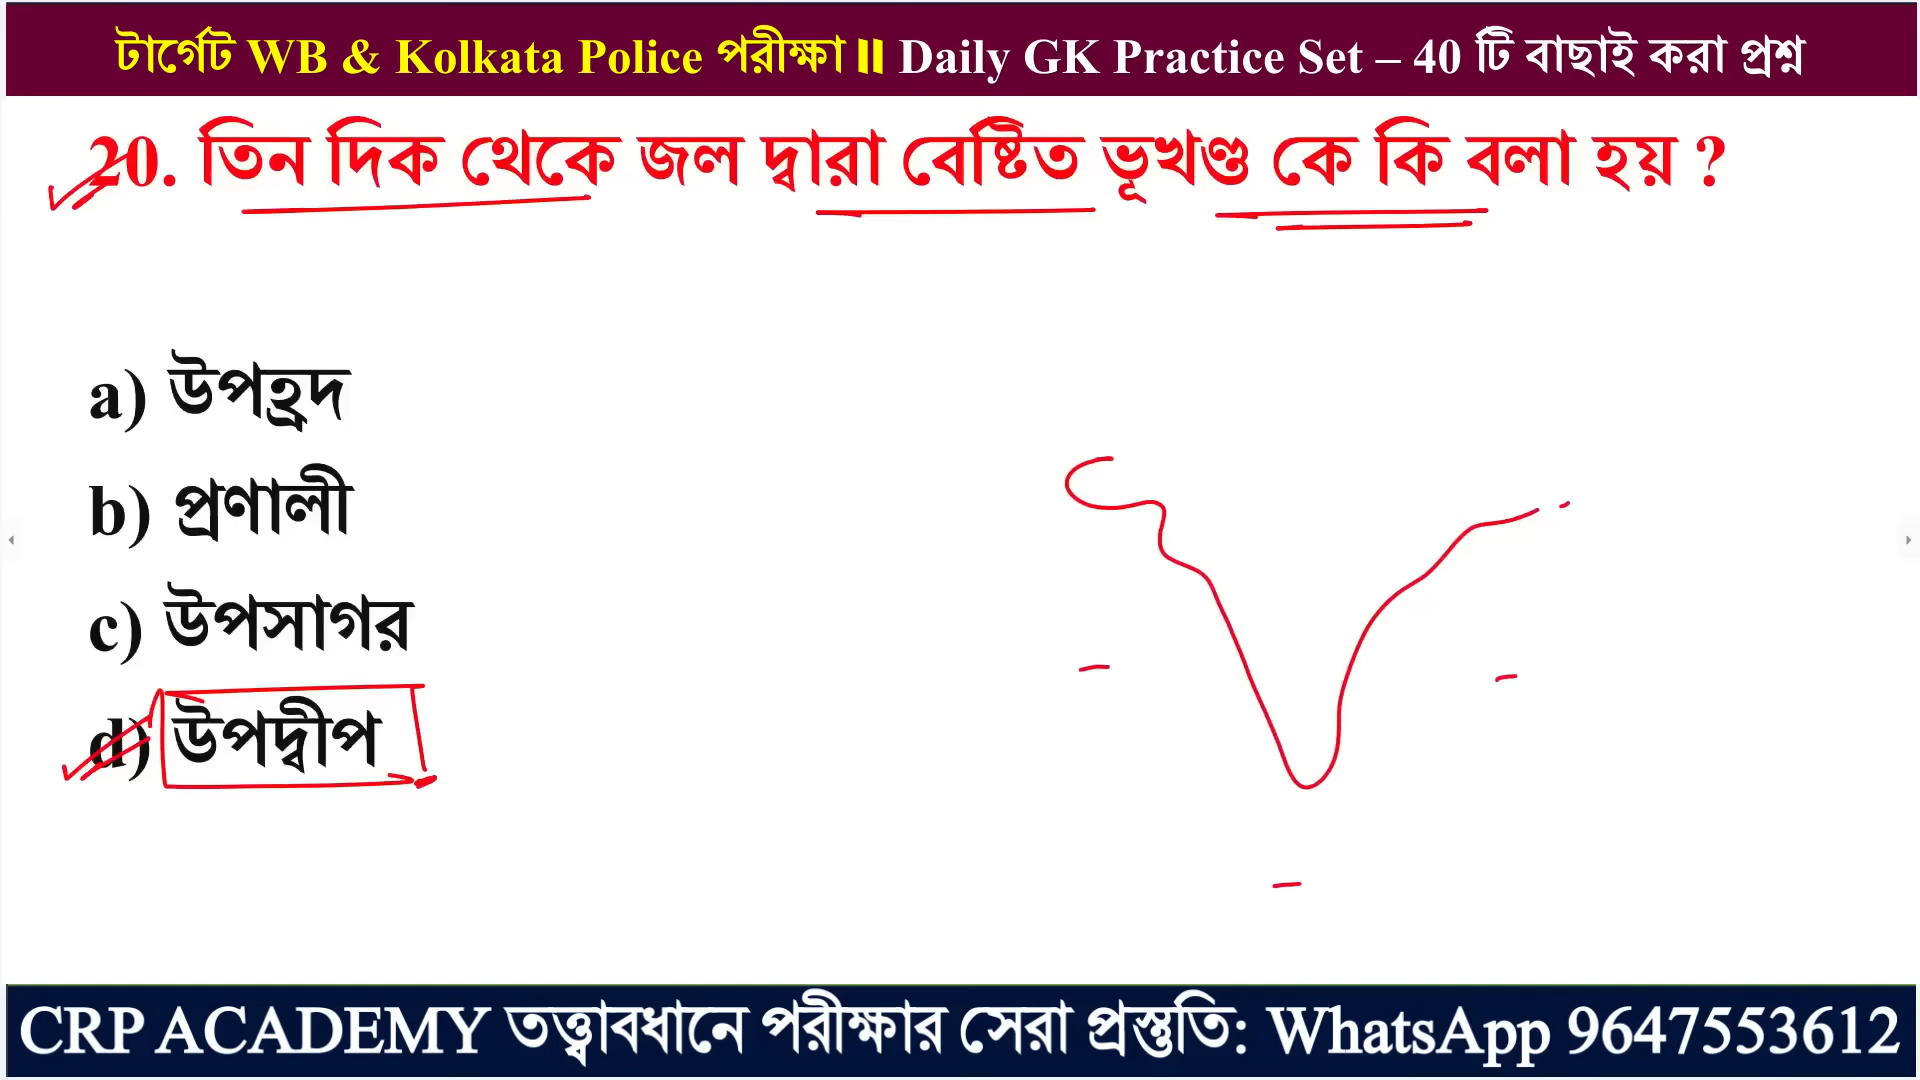 টার্গেট WB & Kolkata Police পরীক্ষা॥ Daily GK Practice Set – 40 টি বাছাই করা প্রশ্ন
20. তিন দিক থেকে জল দ্বারা বেষ্টিত ভূখণ্ড কে কি বলা হয় ?
a) উপহ্রদ
b) প্রণালী
c) উপসাগর
d) উপদ্বীপ
CRP ACADEMY তত্ত্বাবধানে পরীক্ষার সেরা প্রস্তুতি: WhatsApp 9647553612